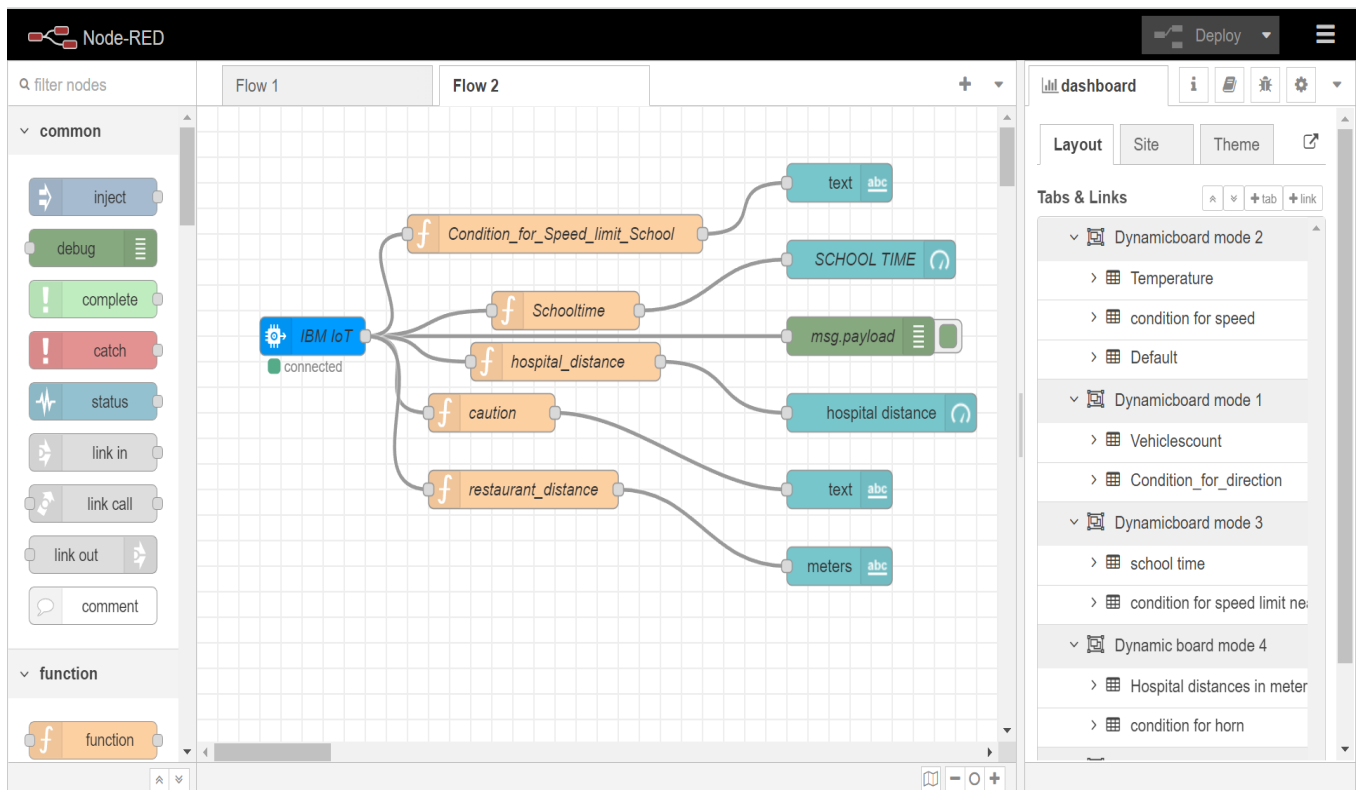 Node-RED
Deploy
filter nodes
Flow 1
Flow 2
dashboard
i
common
inject
debug
complete
catch
status
link in
link call
link out
comment
function
function
IBM IoT
connected
Condition_for_Speed_limit_School
Schooltime
hospital_distance
caution
restaurant_distance
text abc
SCHOOL TIME
msg.payload
hospital distance
text abc
meters abc
Layout
Site
Theme
Tabs & Links
+ tab
+ link
Dynamicboard mode 2
Temperature
condition for speed
Default
Dynamicboard mode 1
Vehiclescount
Condition_for_direction
Dynamicboard mode 3
school time
condition for speed limit ne
Dynamic board mode 4
Hospital distances in meter
condition for horn